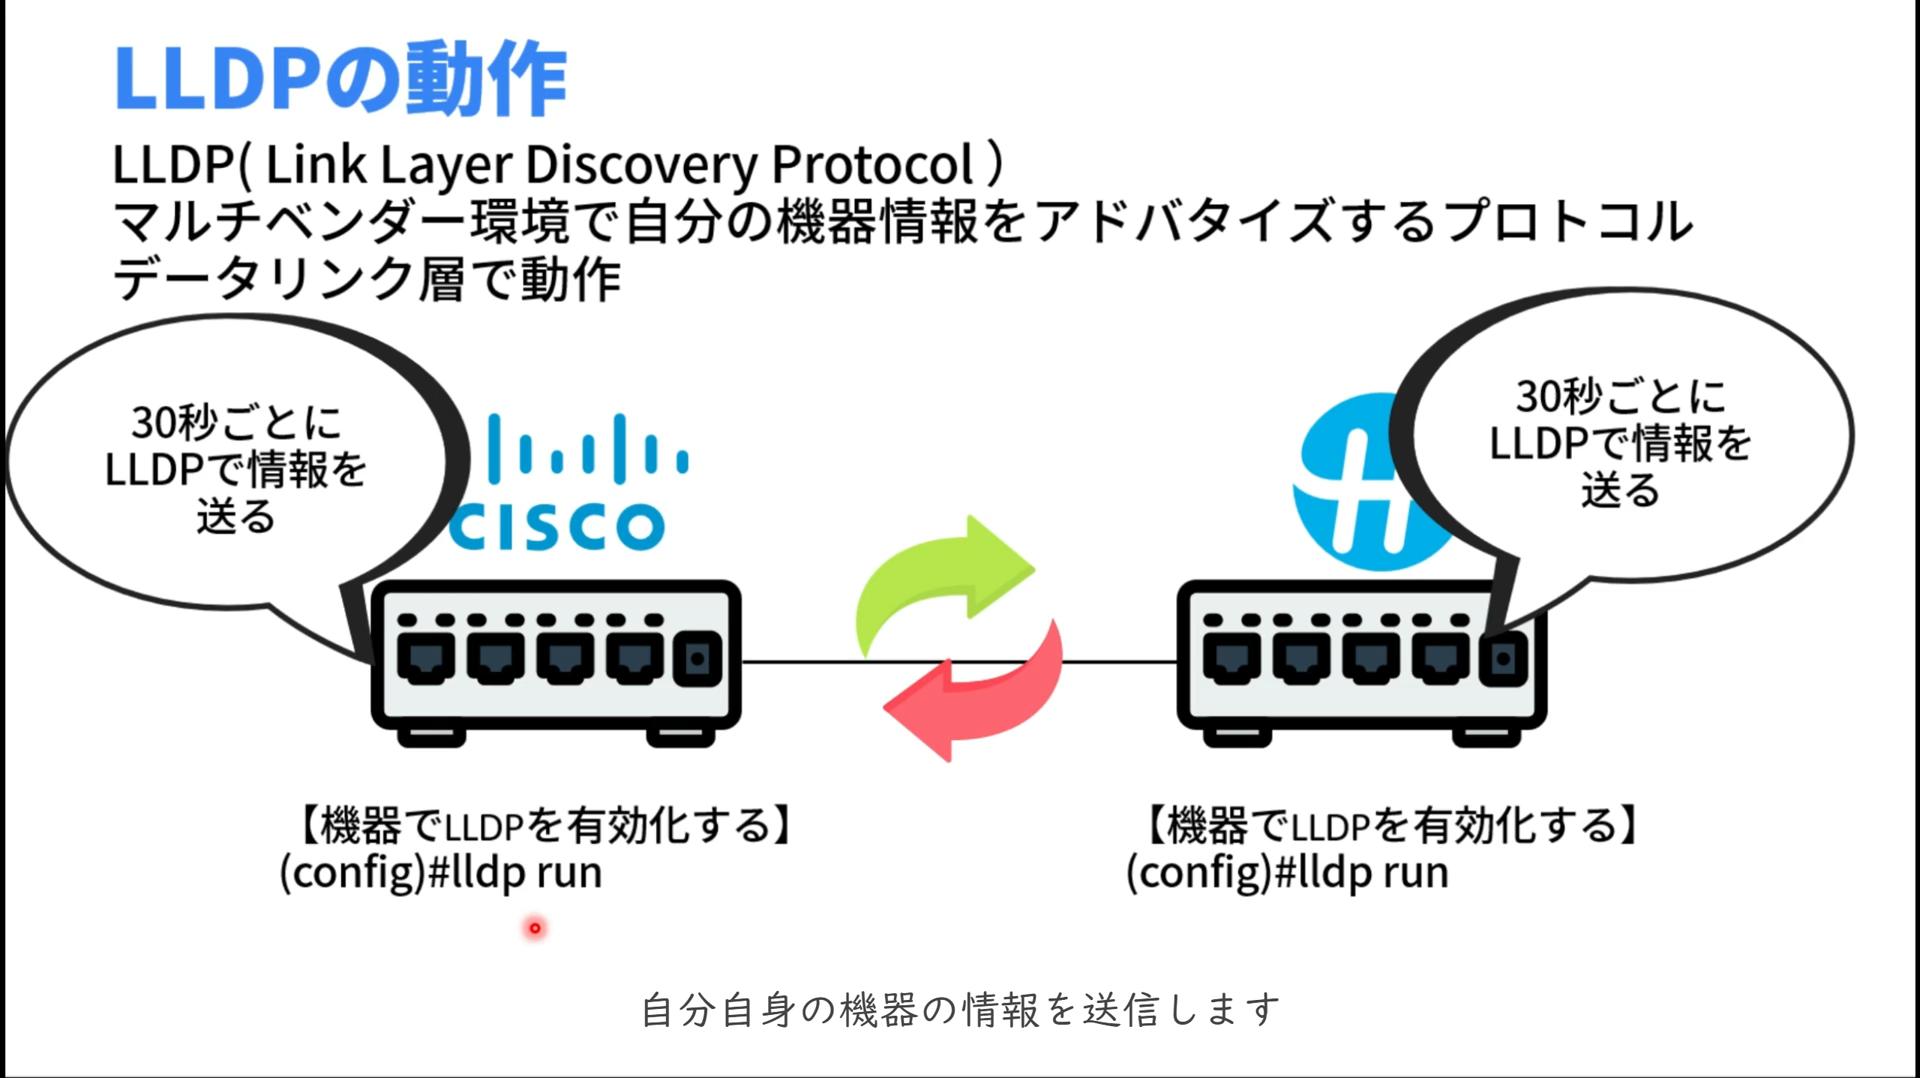 LLDPの動作
LLDP( Link Layer Discovery Protocol )
マルチベンダー環境で自分の機器情報をアドバタイズするプロトコル
データリンク層で動作
30秒ごとに
LLDPで情報を
送る
CISCO
30秒ごとに
LLDPで情報を
送る
【機器でLLDPを有効化する】
(config)#lldp run
【機器でLLDPを有効化する】
(config)#lldp run
自分自身の機器の情報を送信します